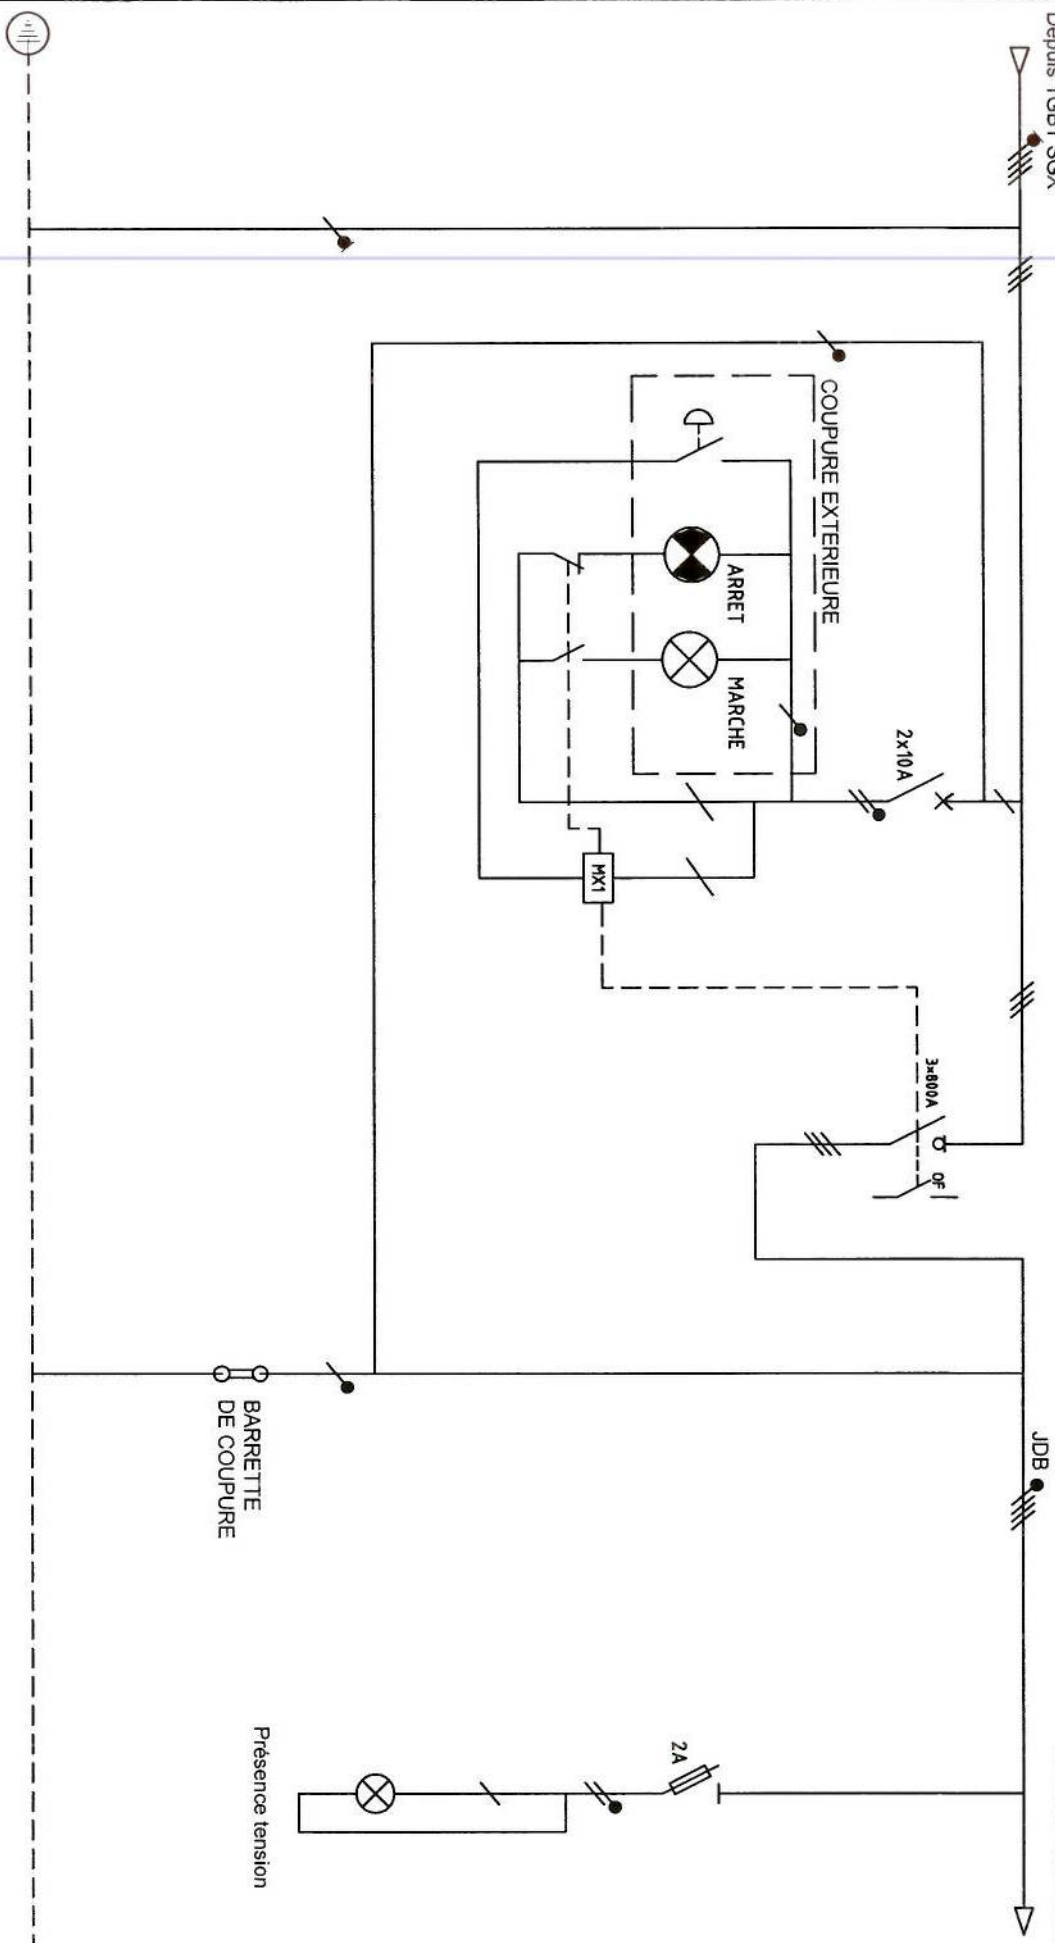 Depuis TGBT SGX
COUPURE EXTERIEURE
ARRET
MARCHE
2x10A
MX1
3x800A
OF
JDB
BARRETTE
DE COUPURE
2A
Présence tension